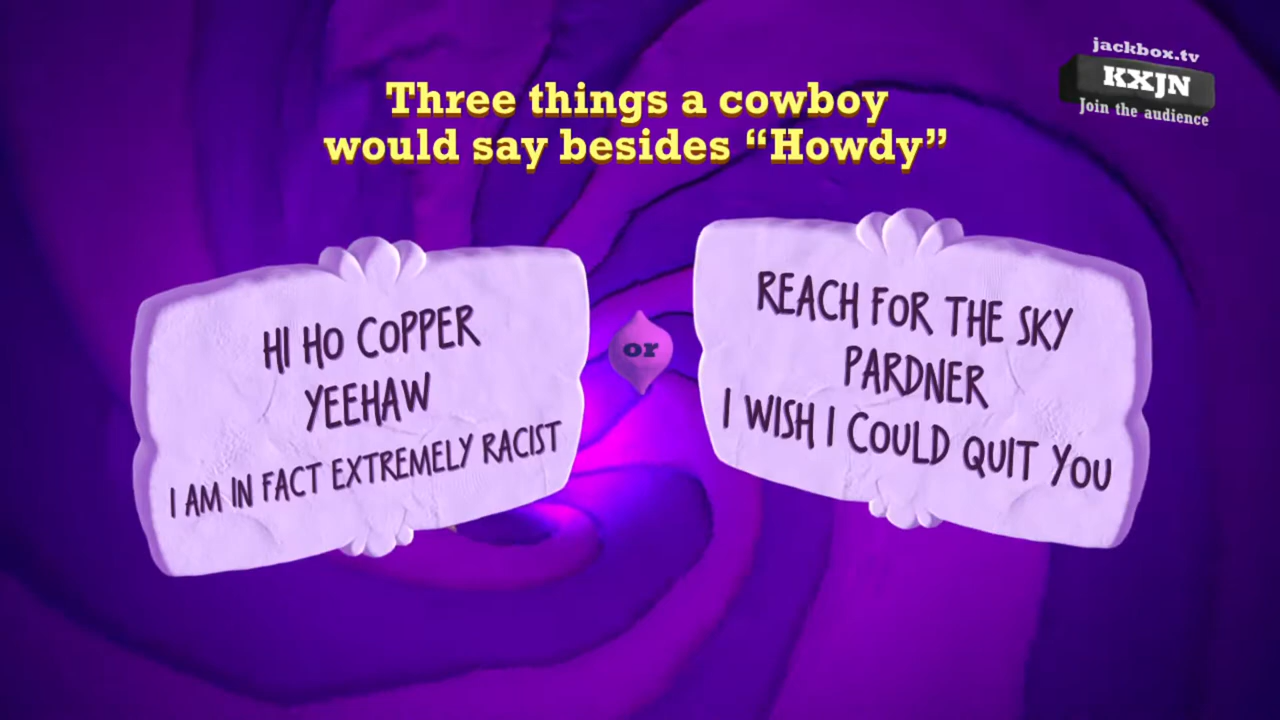 jackbox.tv
KXJN
Join the audience
Three things a cowboy
would say besides “Howdy”
HI HO COPPER
YEEHAW
I AM IN FACT EXTREMELY RACIST
or
REACH FOR THE SKY
PARDNER
I WISH I COULD QUIT YOU